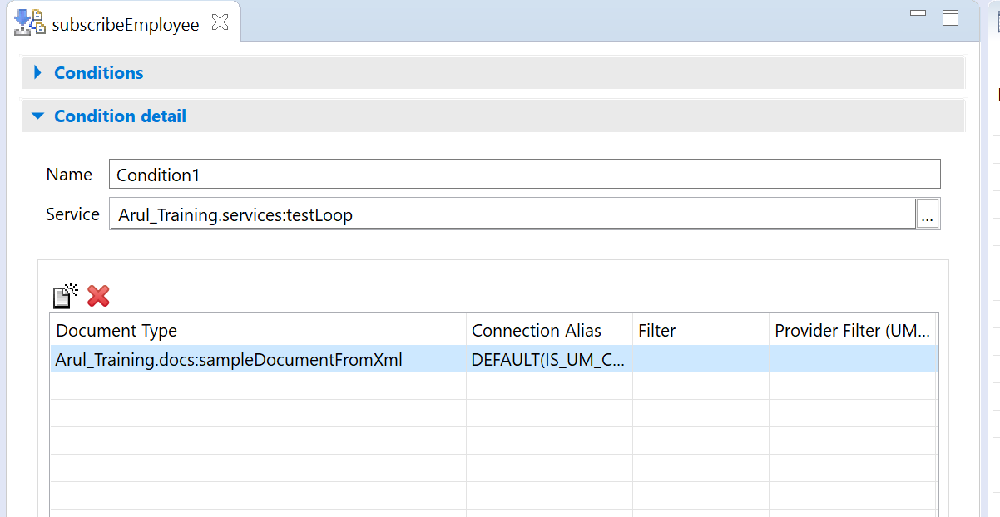 subscribeEmployee
Conditions
Condition detail
Name Condition1
Service Arul_Training.services:testLoop ...
Document Type Connection Alias Filter Provider Filter (UM...
Arul_Training.docs:sampleDocumentFromXml DEFAULT(IS_UM_C...